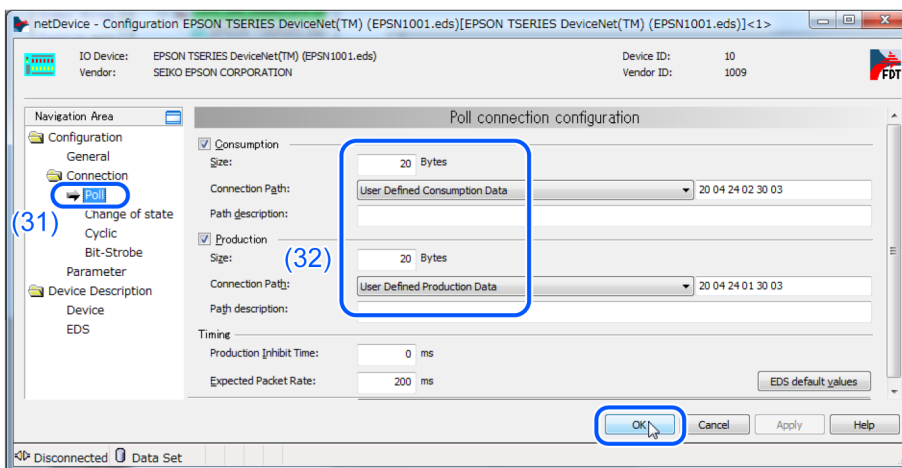 netDevice - Configuration EPSON TSERIES DeviceNet(TM) (EPSN1001.eds)[EPSON TSERIES DeviceNet(TM) (EPSN1001.eds)]<1>
IO Device: EPSON TSERIES DeviceNet(TM) (EPSN1001.eds) Device ID: 10
Vendor: SEIKO EPSON CORPORATION Vendor ID: 1009
FDT
Navigation Area
Configuration
General
Connection
Poll
(31)
Change of state
Cyclic
Bit-Strobe
Parameter
Device Description
Device
EDS
Poll connection configuration
Consumption
Size: 20 Bytes
Connection Path: User Defined Consumption Data 20 04 24 02 30 03
Path description:
Production
(32)
Size: 20 Bytes
Connection Path: User Defined Production Data 20 04 24 01 30 03
Path description:
Timing
Production Inhibit Time: 0 ms
Expected Packet Rate: 200 ms EDS default values
OK Cancel Apply Help
Disconnected Data Set